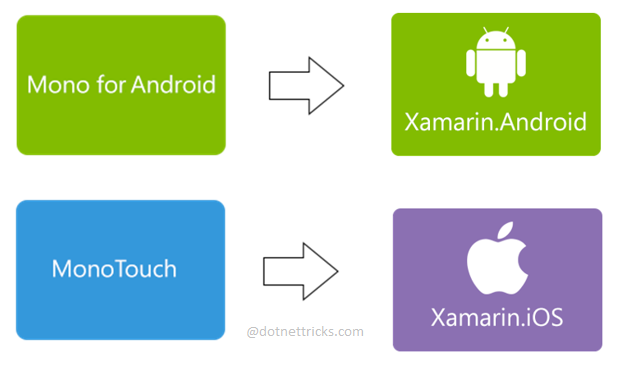 Mono for Android
Xamarin.Android
MonoTouch
Xamarin.iOS
@dotnettricks.com